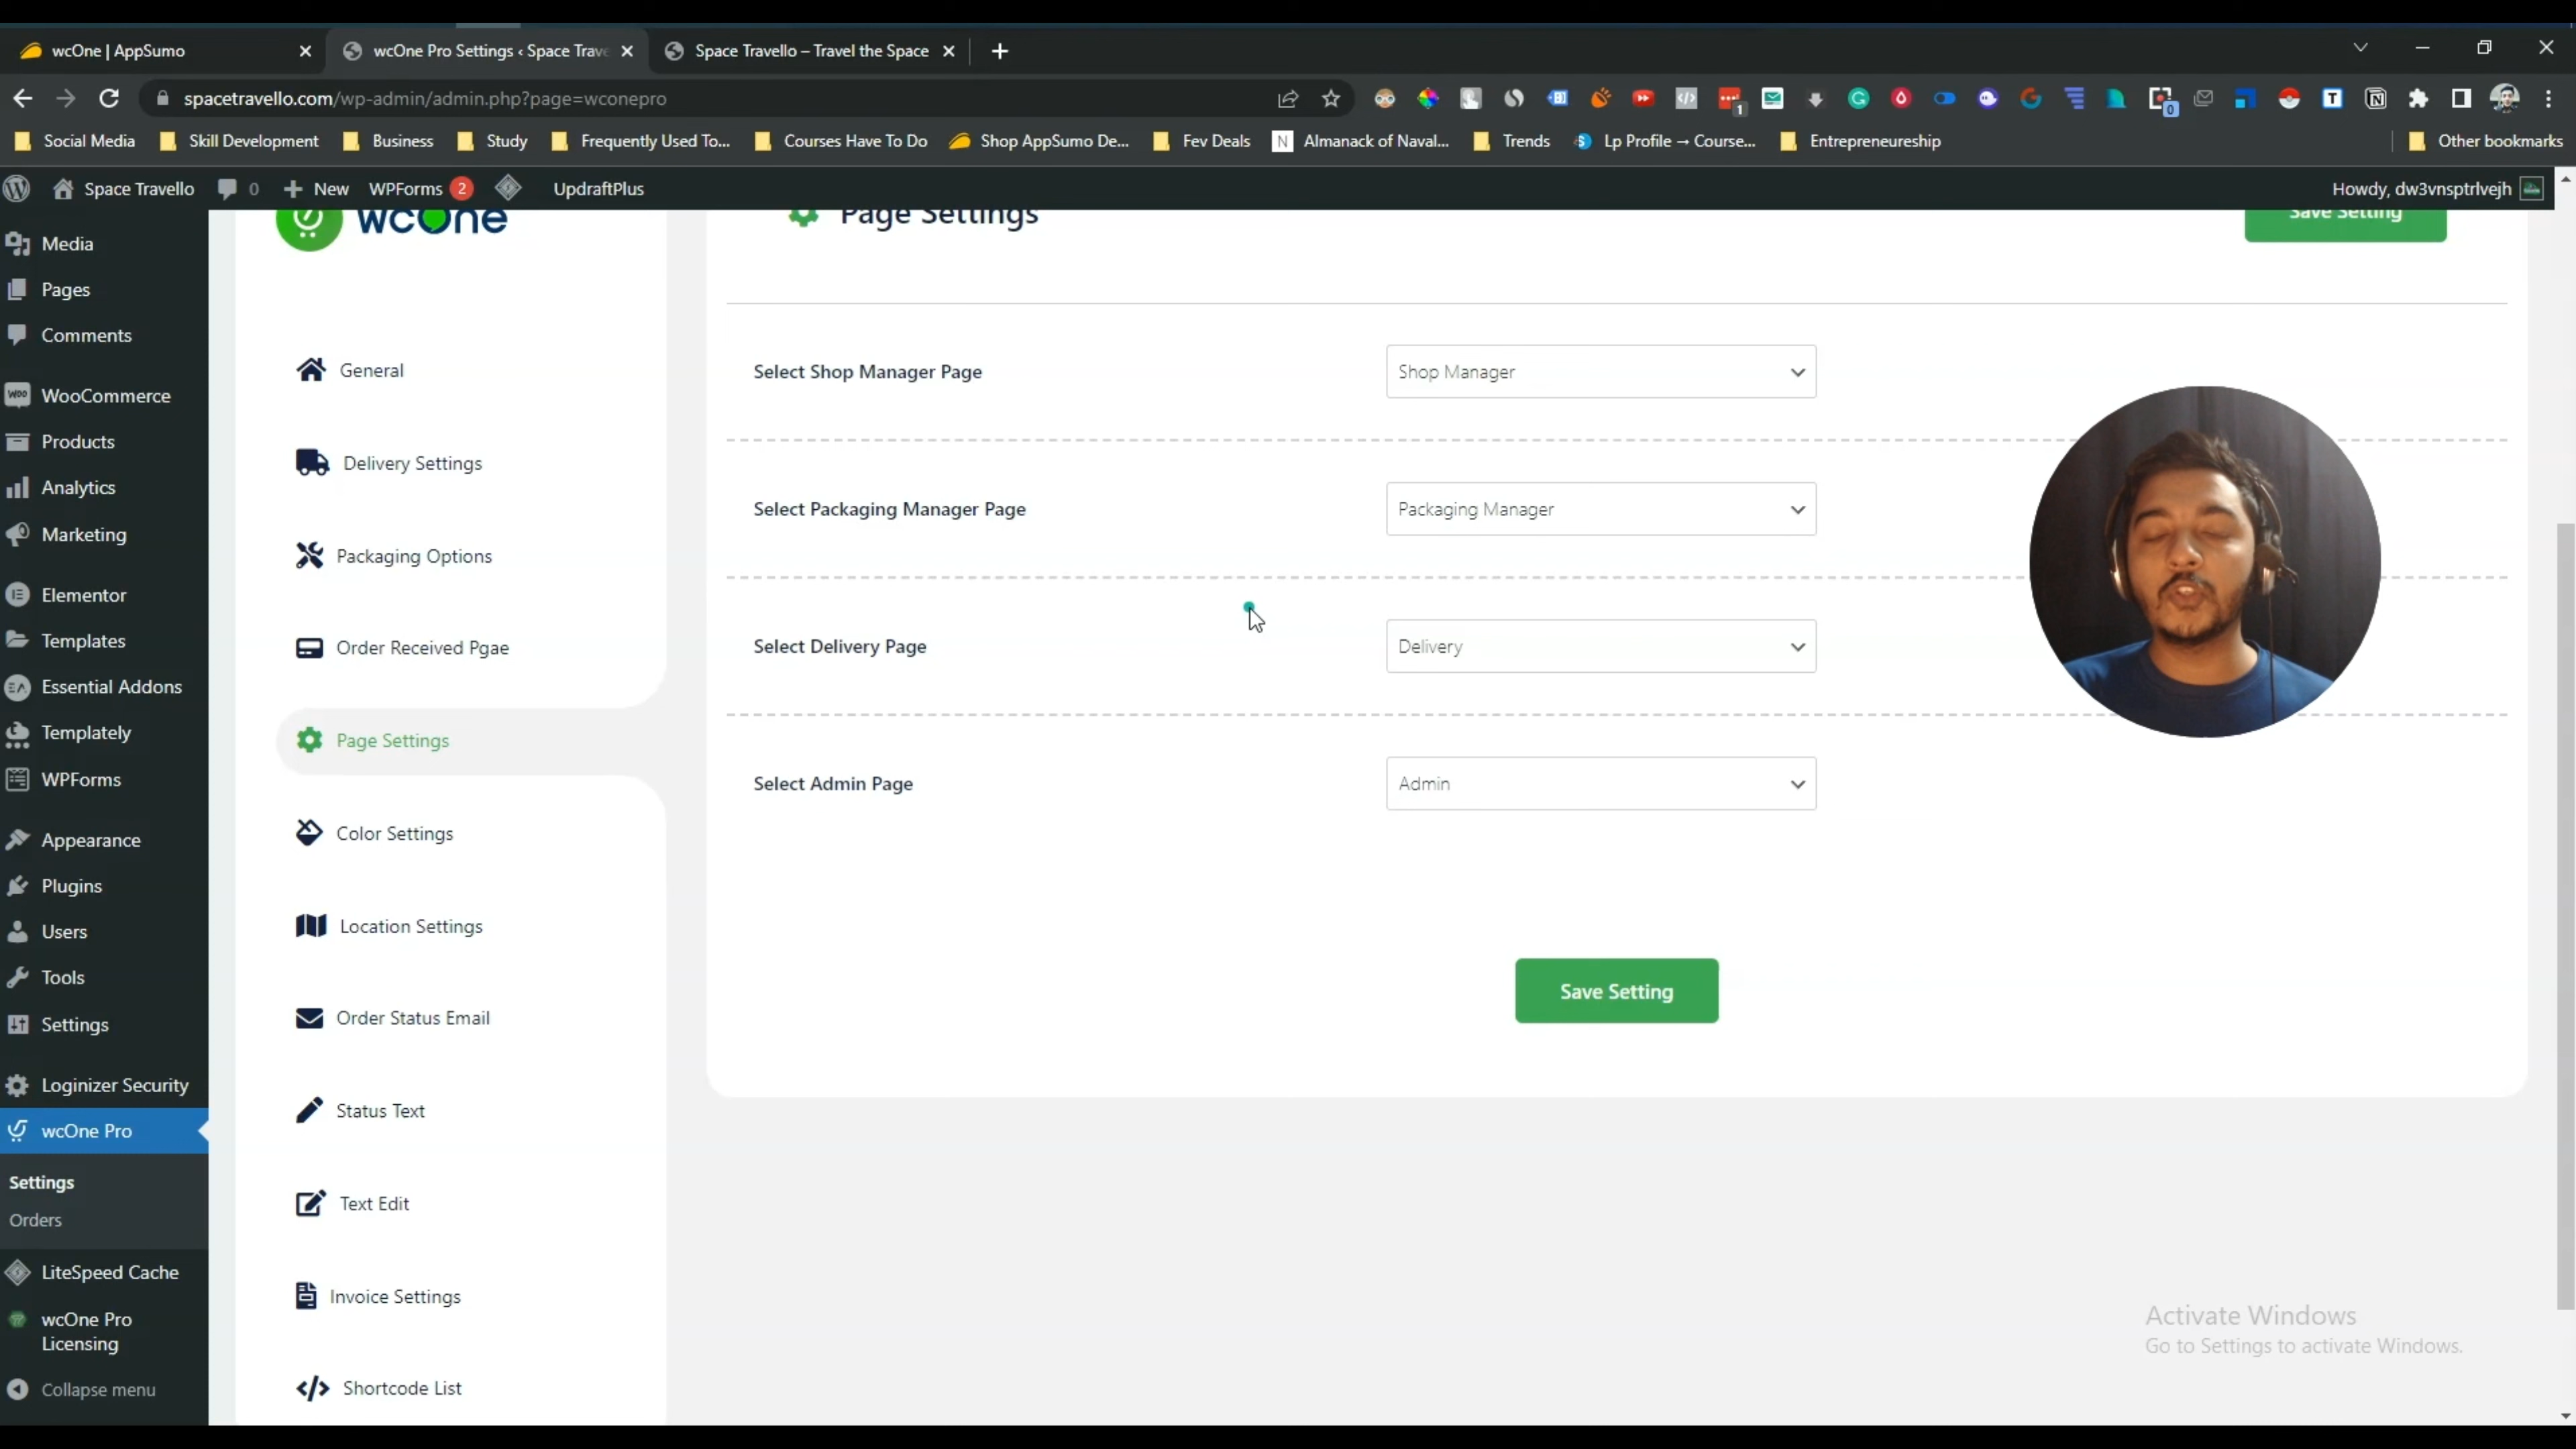 wcOne | AppSumo
wcOne Pro Settings ‹ Space Trave
Space Travello – Travel the Space
spacetravello.com/wp-admin/admin.php?page=wconepro
Social Media
Skill Development
Business
Study
Frequently Used To...
Courses Have To Do
Shop AppSumo De...
Fev Deals
Almanack of Naval...
Trends
Lp Profile → Course...
Entrepreneureship
Other bookmarks
Space Travello
0
New
WPForms 2
UpdraftPlus
Howdy, dw3vnsptrlvejh
Media
Pages
Comments
WooCommerce
Products
Analytics
Marketing
Elementor
Templates
Essential Addons
Templately
WPForms
Appearance
Plugins
Users
Tools
Settings
Loginizer Security
wcOne Pro
Settings
Orders
LiteSpeed Cache
wcOne Pro
Licensing
Collapse menu
wcOne
General
Delivery Settings
Packaging Options
Order Received Pgae
Page Settings
Color Settings
Location Settings
Order Status Email
Status Text
Text Edit
Invoice Settings
Shortcode List
Page Settings
Save Setting
Select Shop Manager Page
Shop Manager
Select Packaging Manager Page
Packaging Manager
Select Delivery Page
Delivery
Select Admin Page
Admin
Save Setting
Activate Windows
Go to Settings to activate Windows.